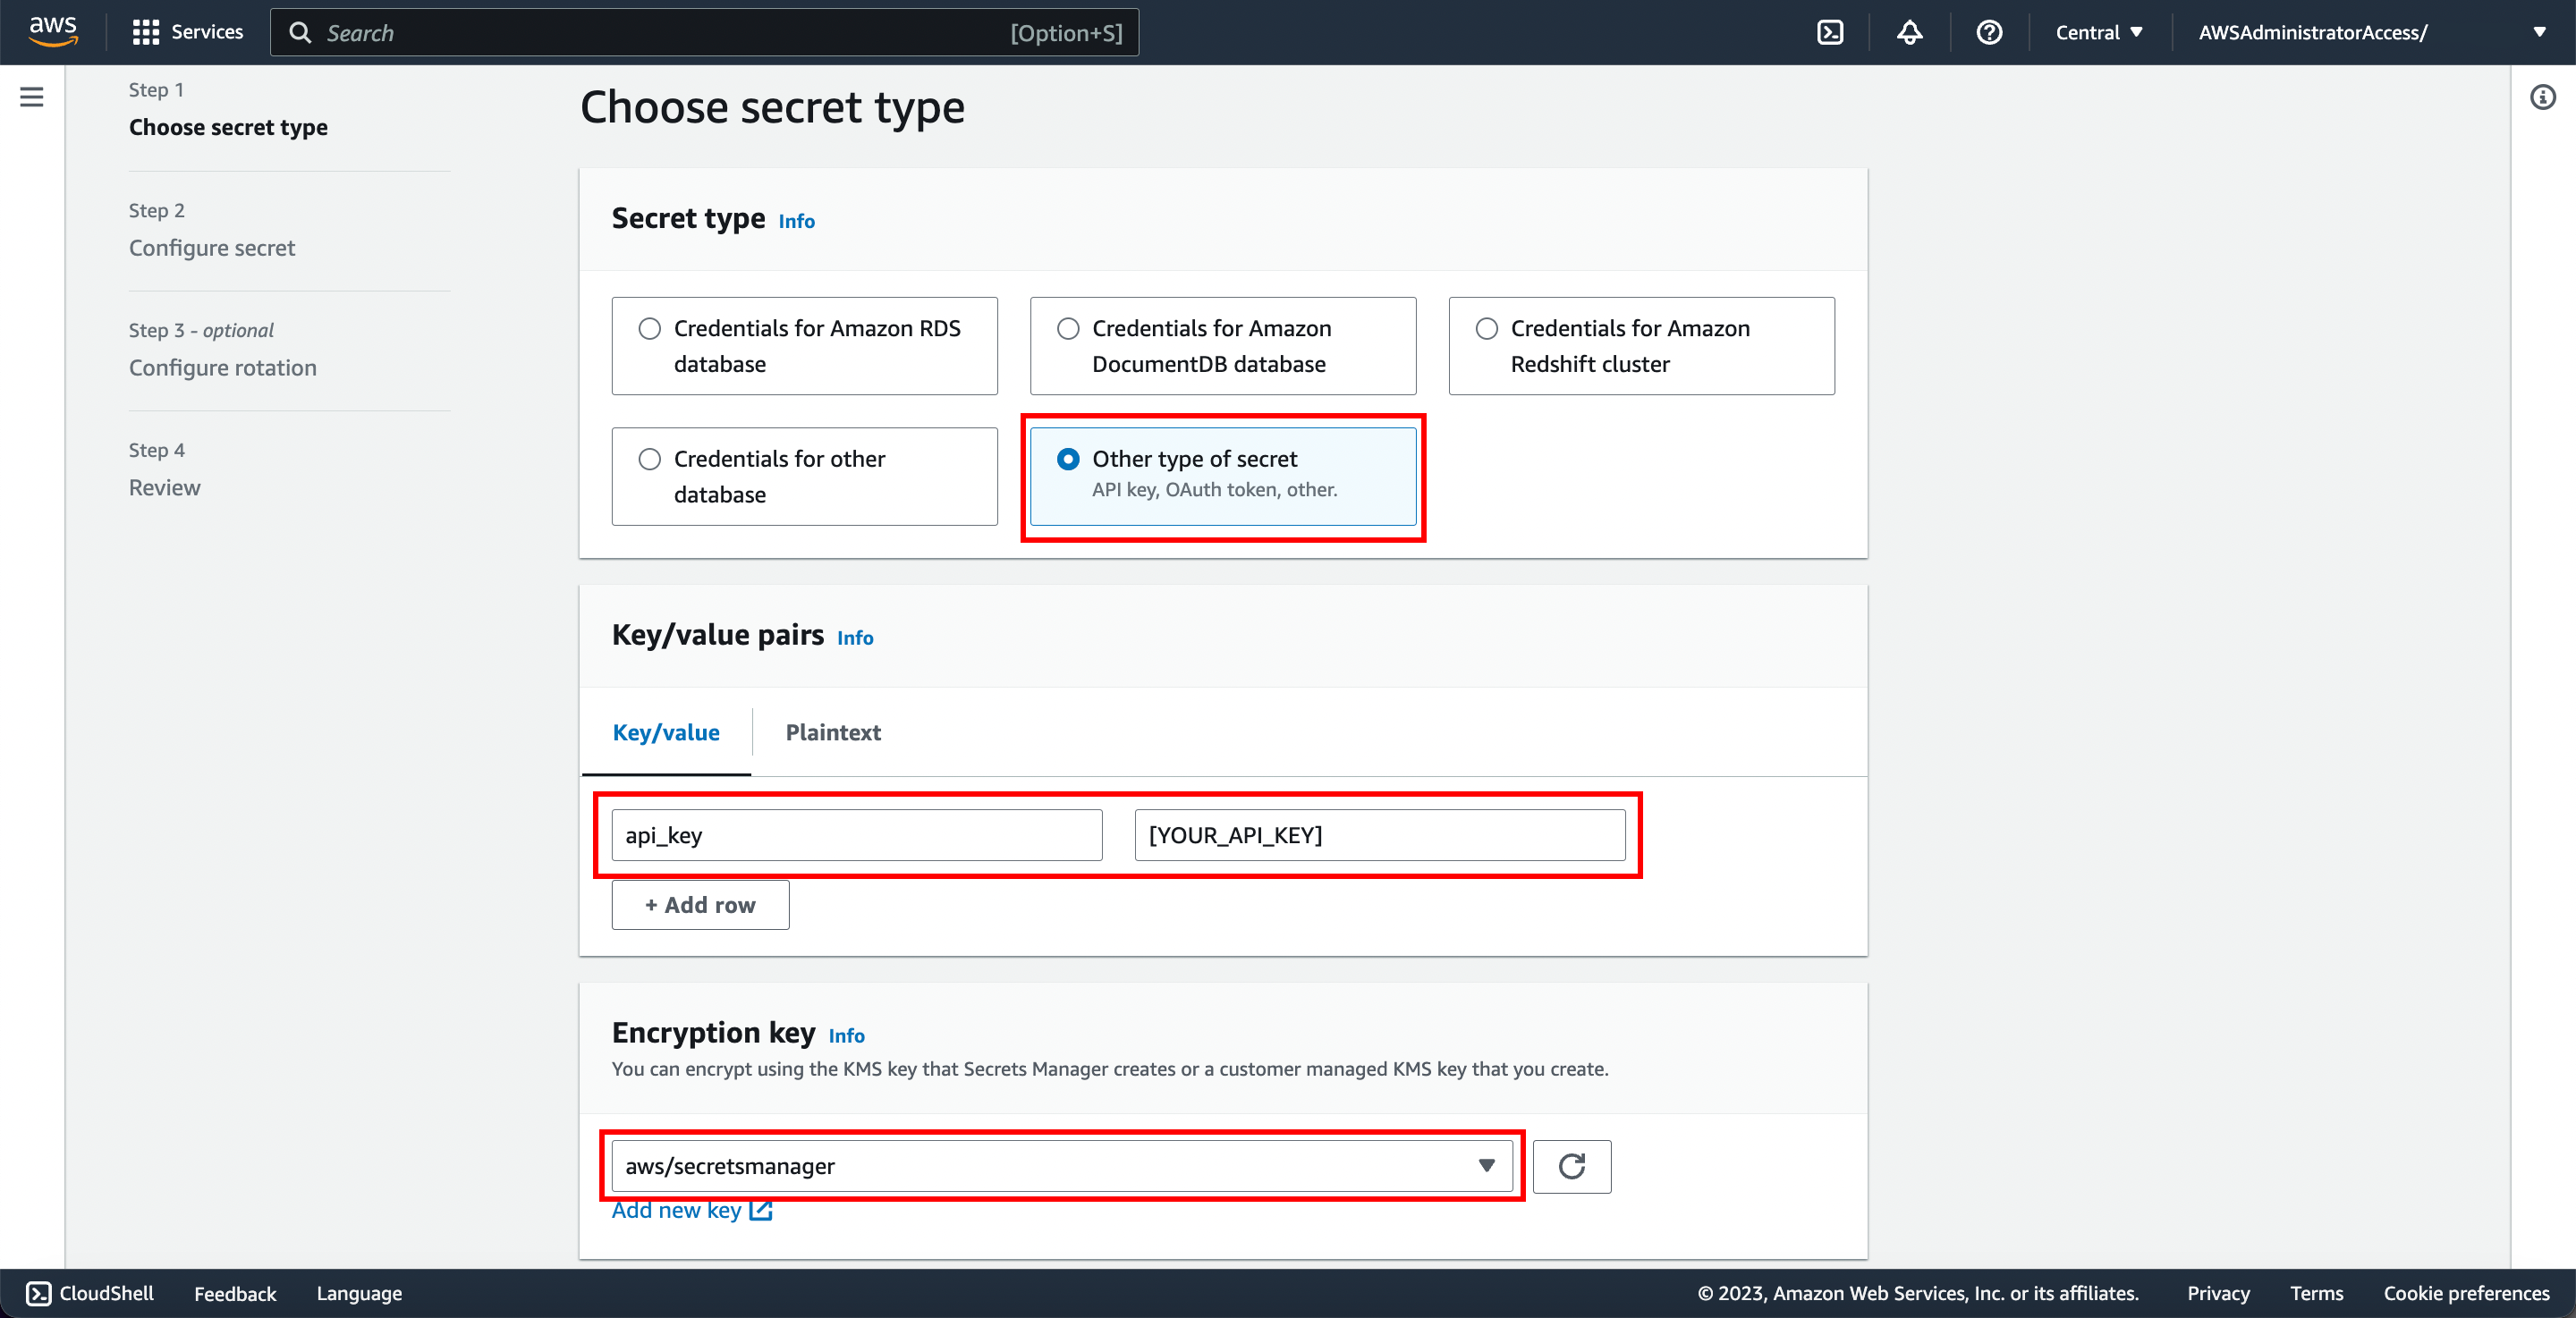 aws
Services
Search
[Option+S]
Central
AWSAdministratorAccess/
Step 1
Choose secret type
Step 2
Configure secret
Step 3 - optional
Configure rotation
Step 4
Review
Choose secret type
Secret type Info
Credentials for Amazon RDS
database
Credentials for Amazon
DocumentDB database
Credentials for Amazon
Redshift cluster
Credentials for other
database
Other type of secret
API key, OAuth token, other.
Key/value pairs Info
Key/value
Plaintext
api_key
[YOUR_API_KEY]
+ Add row
Encryption key Info
You can encrypt using the KMS key that Secrets Manager creates or a customer managed KMS key that you create.
aws/secretsmanager
Add new key
CloudShell
Feedback
Language
© 2023, Amazon Web Services, Inc. or its affiliates.
Privacy
Terms
Cookie preferences